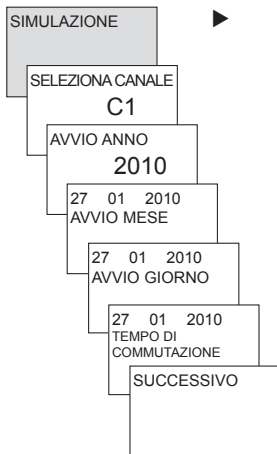 SIMULAZIONE
SELEZIONA CANALE
C1
AVVIO ANNO
2010
27 01 2010
AVVIO MESE
27 01 2010
AVVIO GIORNO
27 01 2010
TEMPO DI
COMMUTAZIONE
SUCCESSIVO